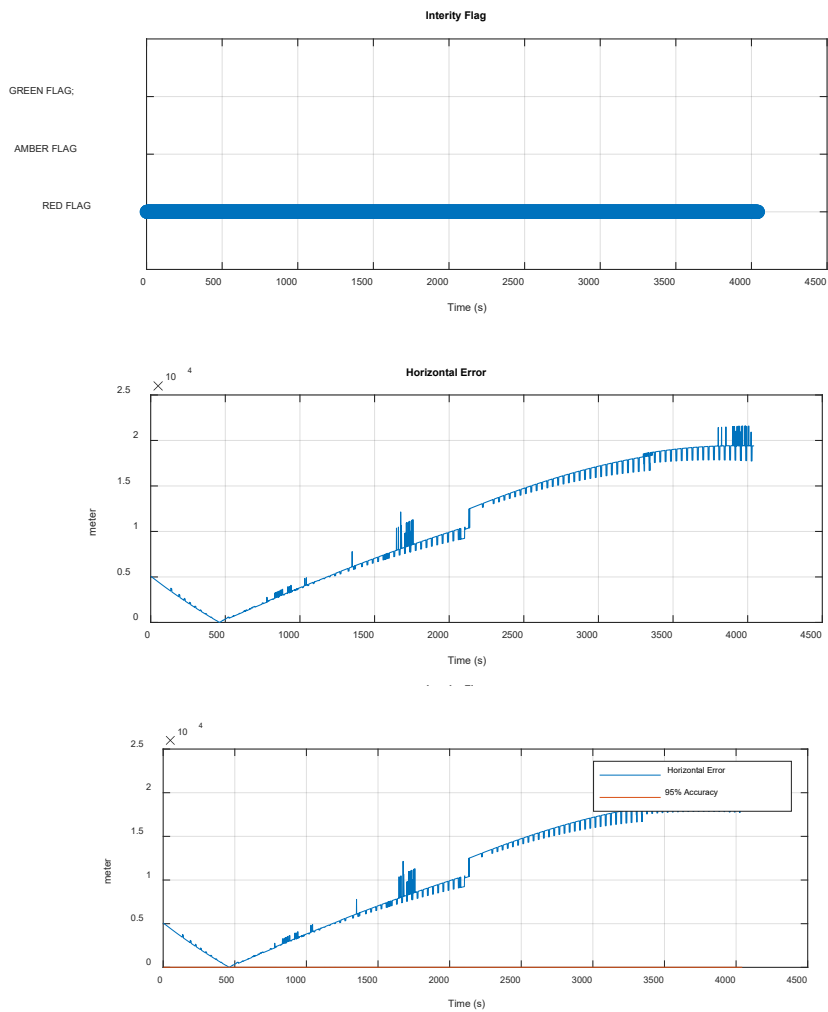 Interity Flag
GREEN FLAG;
AMBER FLAG
RED FLAG
0 500 1000 1500 2000 2500 3000 3500 4000 4500
Time (s)
Horizontal Error
× 10 4
2.5
2
1.5
1
0.5
0
meter
0 500 1000 1500 2000 2500 3000 3500 4000 4500
Time (s)
× 10 4
2.5
2
1.5
1
0.5
0
meter
Horizontal Error
95% Accuracy
0 500 1000 1500 2000 2500 3000 3500 4000 4500
Time (s)